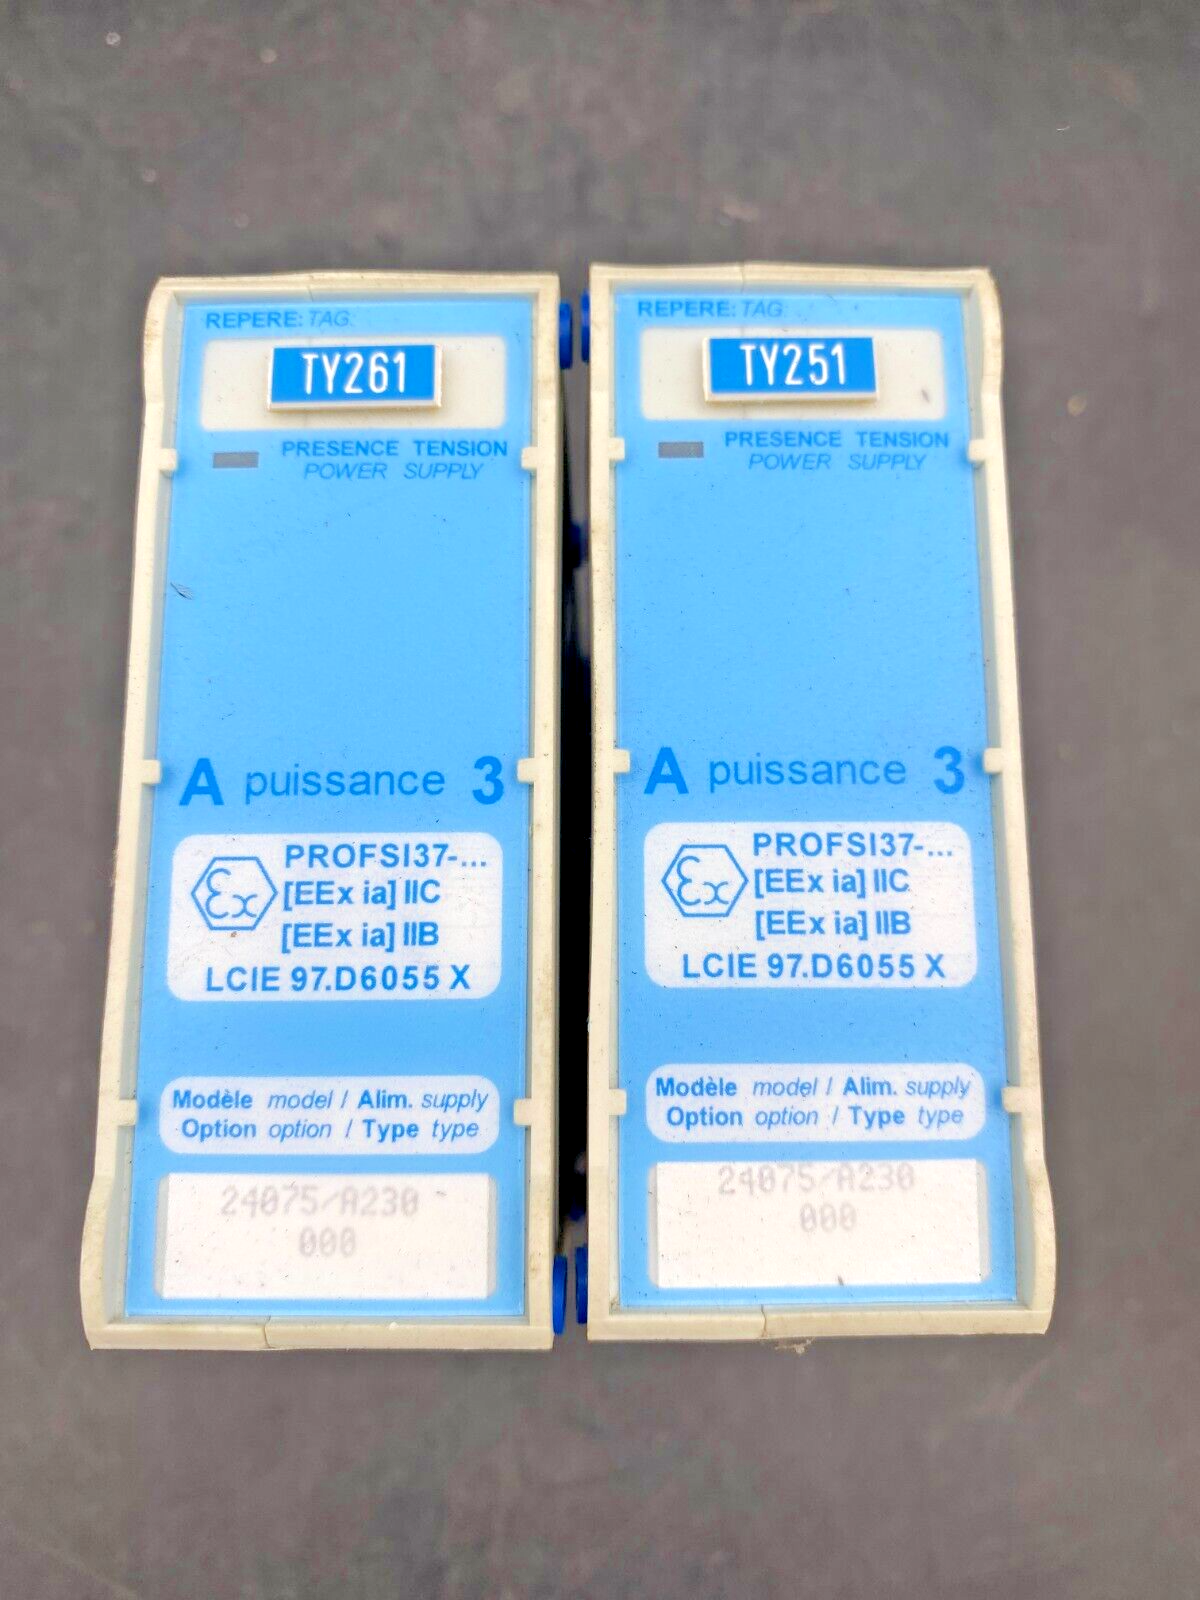 REPERE: TAG:
TY261
PRESENCE TENSION
POWER SUPPLY
A puissance 3
Ex
PROFSI37-...
[EEx ia] IIC
[EEx ia] IIB
LCIE 97.D6055 X
Modèle model / Alim. supply
Option option / Type type
24075/A230
000
REPERE: TAG:
TY251
PRESENCE TENSION
POWER SUPPLY
A puissance 3
Ex
PROFSI37-...
[EEx ia] IIC
[EEx ia] IIB
LCIE 97.D6055 X
Modèle model / Alim. supply
Option option / Type type
24075/A230
000